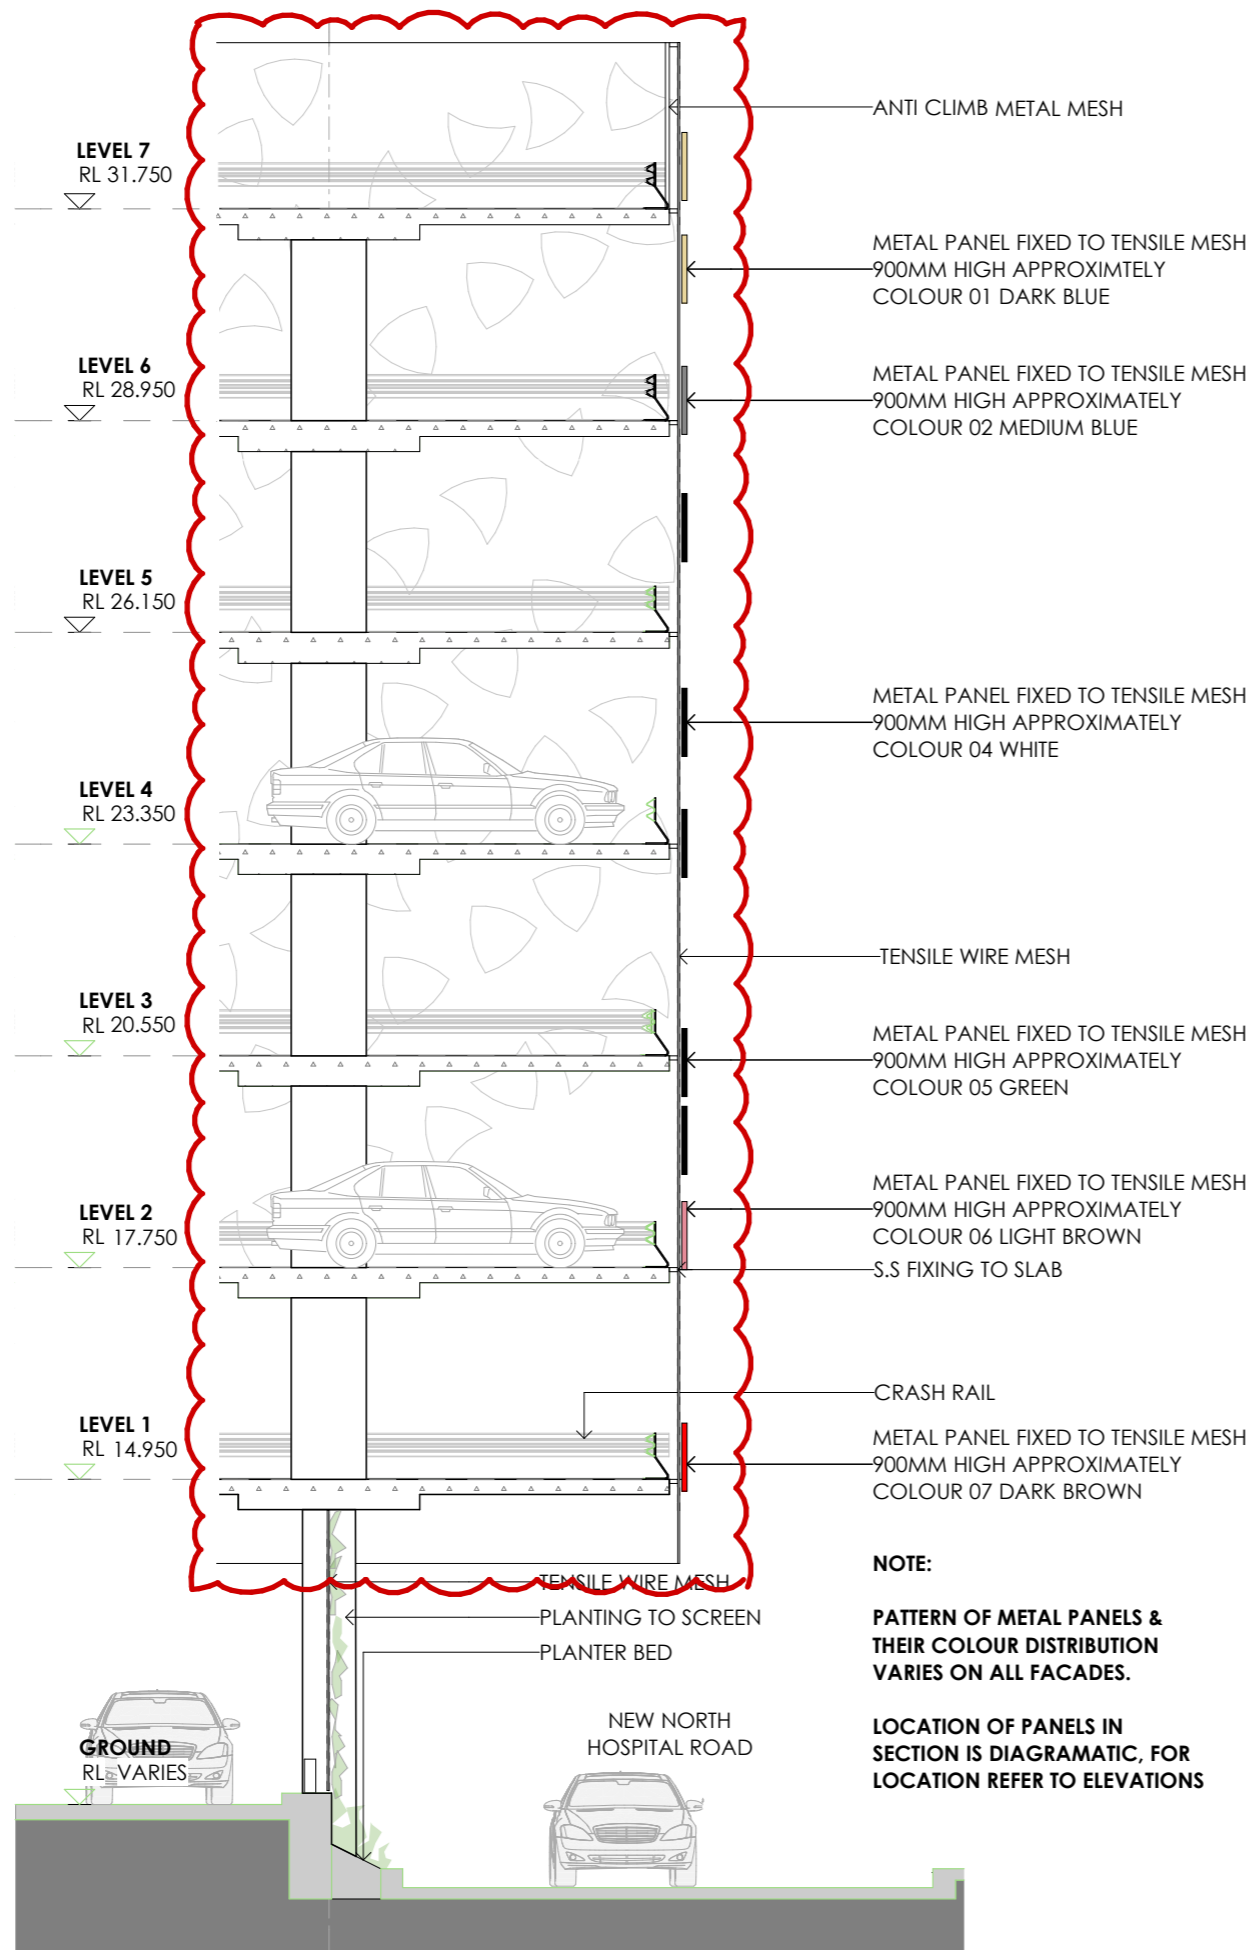 ANTI CLIMB METAL MESH
LEVEL 7
RL 31.750
METAL PANEL FIXED TO TENSILE MESH
900MM HIGH APPROXIMTELY
COLOUR 01 DARK BLUE
LEVEL 6
RL 28.950
METAL PANEL FIXED TO TENSILE MESH
900MM HIGH APPROXIMATELY
COLOUR 02 MEDIUM BLUE
LEVEL 5
RL 26.150
METAL PANEL FIXED TO TENSILE MESH
900MM HIGH APPROXIMATELY
COLOUR 04 WHITE
LEVEL 4
RL 23.350
TENSILE WIRE MESH
LEVEL 3
RL 20.550
METAL PANEL FIXED TO TENSILE MESH
900MM HIGH APPROXIMATELY
COLOUR 05 GREEN
METAL PANEL FIXED TO TENSILE MESH
900MM HIGH APPROXIMATELY
COLOUR 06 LIGHT BROWN
LEVEL 2
RL 17.750
S.S FIXING TO SLAB
CRASH RAIL
LEVEL 1
RL 14.950
METAL PANEL FIXED TO TENSILE MESH
900MM HIGH APPROXIMATELY
COLOUR 07 DARK BROWN
NOTE:
TENSILE WIRE MESH
PLANTING TO SCREEN
PLANTER BED
PATTERN OF METAL PANELS &
THEIR COLOUR DISTRIBUTION
VARIES ON ALL FACADES.
NEW NORTH
HOSPITAL ROAD
LOCATION OF PANELS IN
SECTION IS DIAGRAMATIC, FOR
LOCATION REFER TO ELEVATIONS
GROUND
RL VARIES